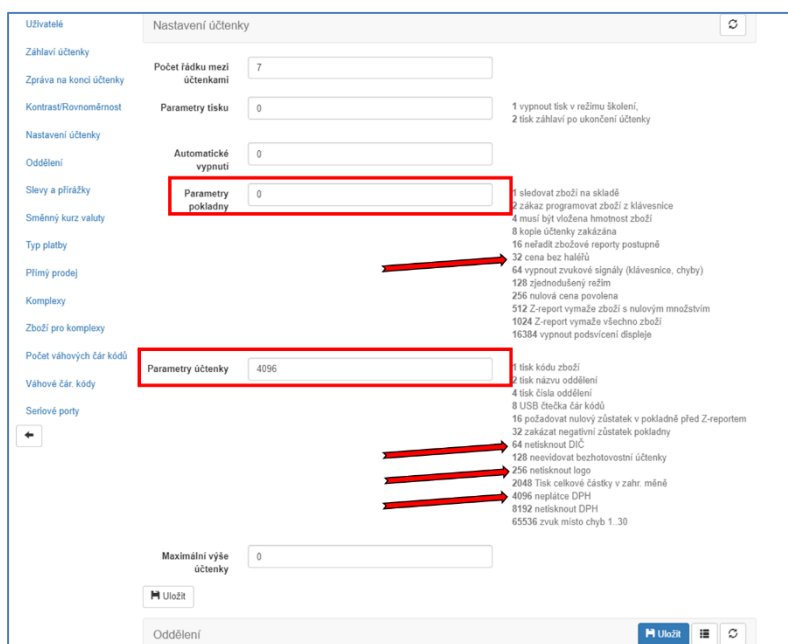 Uživatelé
Záhlaví účtenky
Zpráva na konci účtenky
Kontrast/Rovnoměrnost
Nastavení účtenky
Oddělení
Slevy a přirážky
Směnný kurz valuty
Typ platby
Přímý prodej
Komplexy
Zboží pro komplexy
Počet váhových čár kódů
Váhové čár. kódy
Seriové porty
Nastavení účtenky
Počet řádku mezi účtenkami
7
Parametry tisku
0
1 vypnout tisk v režimu školení,
2 tisk záhlaví po ukončení účtenky
Automatické vypnutí
0
Parametry pokladny
0
1 sledovat zboží na skladě
2 zákaz programovat zboží z klávesnice
4 musí být vložena hmotnost zboží
8 kopie účtenky zakázána
16 neřadit zbožové reporty postupně
32 cena bez haléřů
64 vypnout zvukové signály (klávesnice, chyby)
128 zjednodušený režim
256 nulová cena povolena
512 Z-report vymaže zboží s nulovým množstvím
1024 Z-report vymaže všechno zboží
16384 vypnout podsvícení displeje
Parametry účtenky
4096
1 tisk kódu zboží
2 tisk názvu oddělení
4 tisk čísla oddělení
8 USB čtečka čár kódů
16 požadovat nulový zůstatek v pokladně před Z-reportem
32 zakázat negativní zůstatek pokladny
64 netisknout DIČ
128 neevidovat bezhotovostní účtenky
256 netisknout logo
2048 Tisk celkové částky v zahr. měně
4096 neplátce DPH
8192 netisknout DPH
65536 zvuk místo chyb 1..30
Maximální výše účtenky
0
Uložit
Oddělení
Uložit